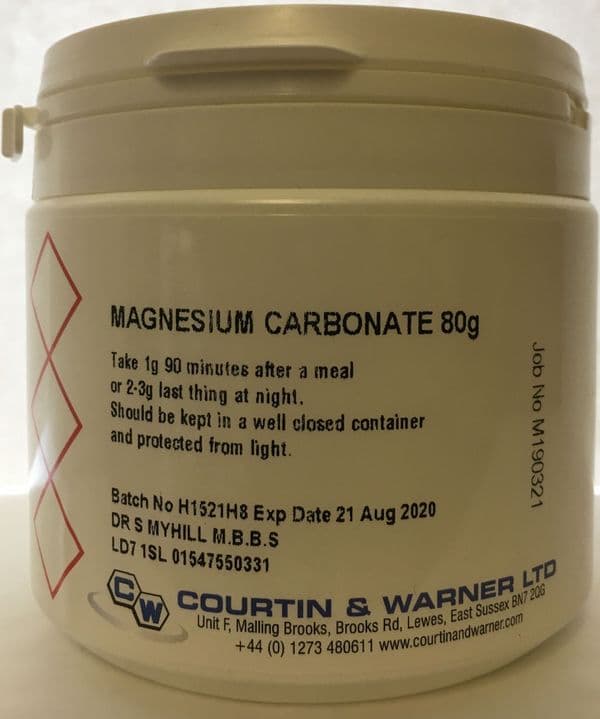 MAGNESIUM CARBONATE 80g
Take 1g 90 minutes after a meal
or 2-3g last thing at night.
Should be kept in a well closed container
and protected from light.
Batch No H1521H8 Exp Date 21 Aug 2020
DR S MYHILL M.B.B.S
LD7 1SL 01547550331
Job No M190321
CW
COURTIN & WARNER LTD
Unit F, Malling Brooks, Brooks Rd, Lewes, East Sussex BN7 2QG
+44 (0) 1273 480611 www.courtinandwarner.com